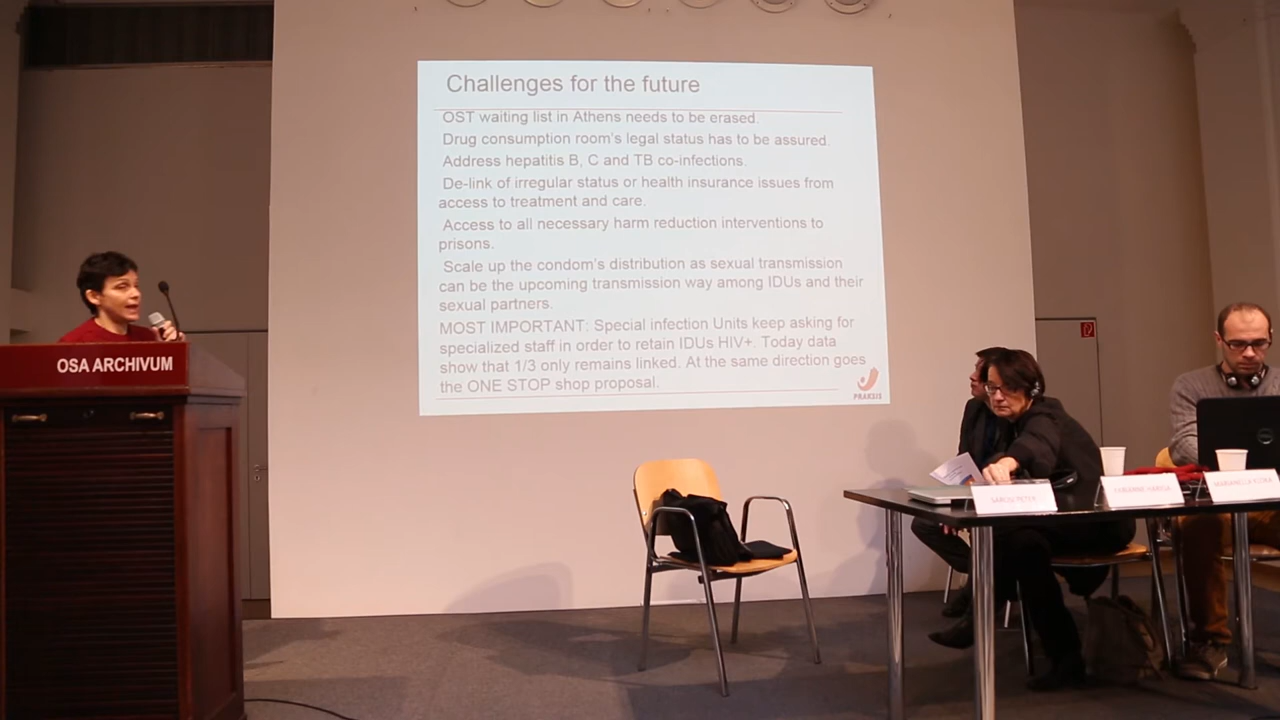 Challenges for the future
OST waiting list in Athens needs to be erased.
Drug consumption room's legal status has to be assured.
Address hepatitis B, C and TB co-infections.
De-link of irregular status or health insurance issues from
access to treatment and care.
Access to all necessary harm reduction interventions to
prisons.
Scale up the condom's distribution as sexual transmission
can be the upcoming transmission way among IDUs and their
sexual partners.
MOST IMPORTANT: Special infection Units keep asking for
specialized staff in order to retain IDUs HIV+. Today data
show that 1/3 only remains linked. At the same direction goes
the ONE STOP shop proposal.
PRAKSIS
OSA ARCHIVUM
SÁROSI PÉTER